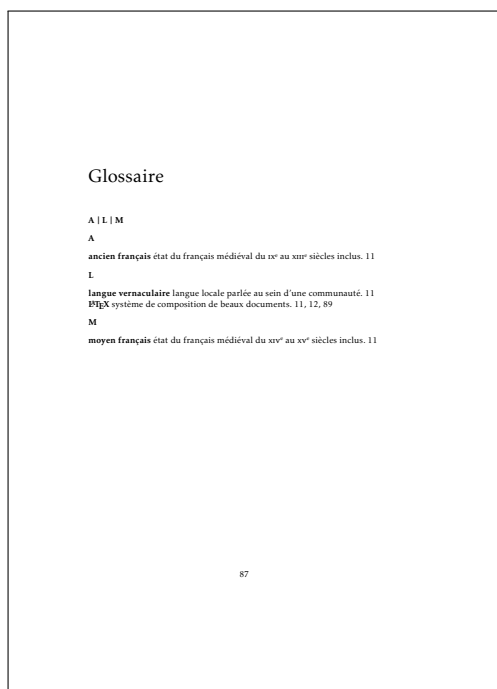 Glossaire
A | L | M
A
ancien français état du français médiéval du IXᵉ au XIIIᵉ siècles inclus. 11
L
langue vernaculaire langue locale parlée au sein d'une communauté. 11
LATEX système de composition de beaux documents. 11, 12, 89
M
moyen français état du français médiéval du XIVᵉ au XVᵉ siècles inclus. 11
87